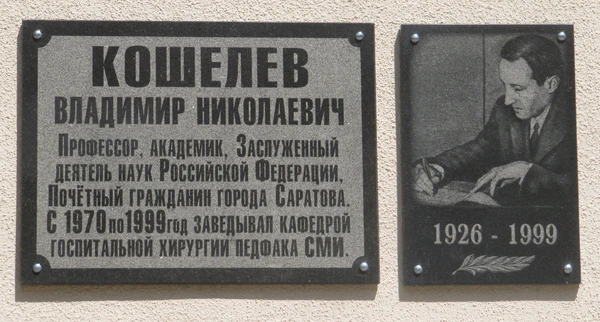 КОШЕЛЕВ
ВЛАДИМИР НИКОЛАЕВИЧ
ПРОФЕССОР, АКАДЕМИК, ЗАСЛУЖЕННЫЙ
ДЕЯТЕЛЬ НАУК РОССИЙСКОЙ ФЕДЕРАЦИИ,
ПОЧЁТНЫЙ ГРАЖДАНИН ГОРОДА САРАТОВА.
С 1970 по 1999 год ЗАВЕДЫВАЛ КАФЕДРОЙ
ГОСПИТАЛЬНОЙ ХИРУРГИИ ПЕДФАКА СМИ.
1926 - 1999